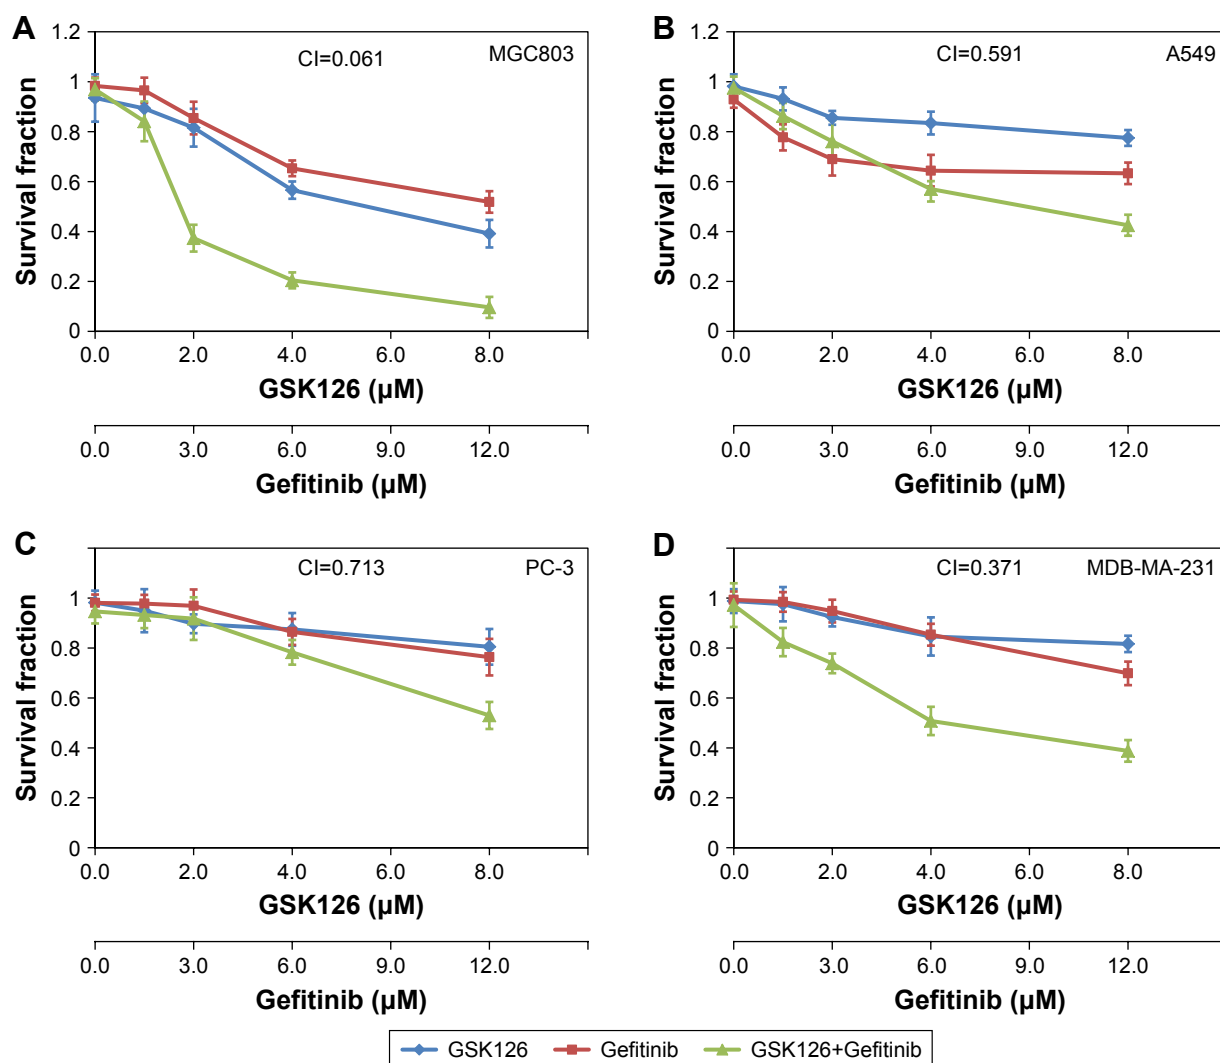 A
CI=0.061
MGC803
Survival fraction
1.2
1
0.8
0.6
0.4
0.2
0
0.0 2.0 4.0 6.0 8.0
GSK126 (µM)
0.0 3.0 6.0 9.0 12.0
Gefitinib (µM)
B
CI=0.591
A549
Survival fraction
1.2
1
0.8
0.6
0.4
0.2
0
0.0 2.0 4.0 6.0 8.0
GSK126 (µM)
0.0 3.0 6.0 9.0 12.0
Gefitinib (µM)
C
CI=0.713
PC-3
Survival fraction
1
0.8
0.6
0.4
0.2
0
0.0 2.0 4.0 6.0 8.0
GSK126 (µM)
0.0 3.0 6.0 9.0 12.0
Gefitinib (µM)
D
CI=0.371
MDB-MA-231
Survival fraction
1
0.8
0.6
0.4
0.2
0
0.0 2.0 4.0 6.0 8.0
GSK126 (µM)
0.0 3.0 6.0 9.0 12.0
Gefitinib (µM)
GSK126 Gefitinib GSK126+Gefitinib